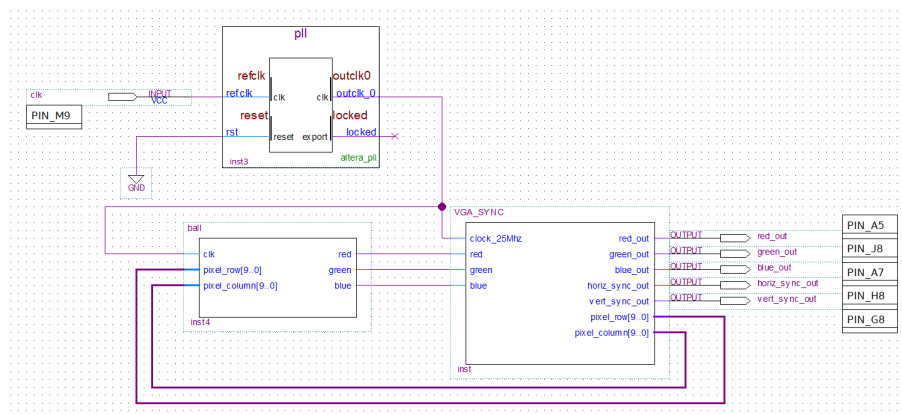 pll
refclk
outclk0
refclk
clk
clk
outclk_0
reset
locked
rst
reset
export
locked
inst3
altera_pll
clk
INPUT
VCC
PIN_M9
GND
ball
clk
red
pixel_row[9..0]
green
pixel_column[9..0]
blue
inst4
VGA_SYNC
clock_25Mhz
red_out
red
green_out
green
blue_out
blue
horiz_sync_out
vert_sync_out
pixel_row[9..0]
pixel_column[9..0]
inst
OUTPUT
red_out
OUTPUT
green_out
OUTPUT
blue_out
OUTPUT
horiz_sync_out
OUTPUT
vert_sync_out
PIN_A5
PIN_J8
PIN_A7
PIN_H8
PIN_G8